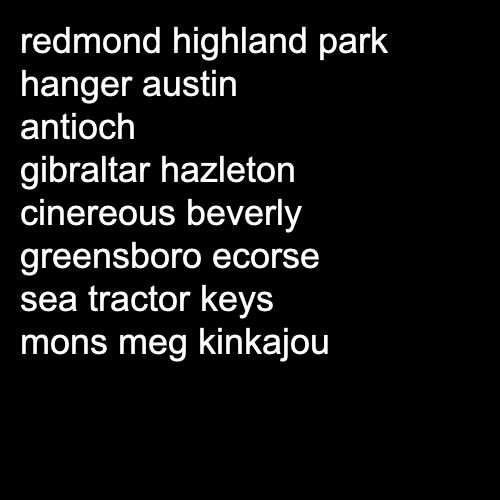 redmond highland park
hanger austin
antioch
gibraltar hazleton
cinereous beverly
greensboro ecorse
sea tractor keys
mons meg kinkajou